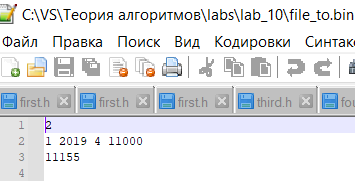 C:\VS\Теория алгоритмов\labs\lab_10\file_to.bin
Файл Правка Поиск Вид Кодировки Синтакс
first.h first.h first.h third.h fou
1 2
2 1 2019 4 11000
3 11155
4